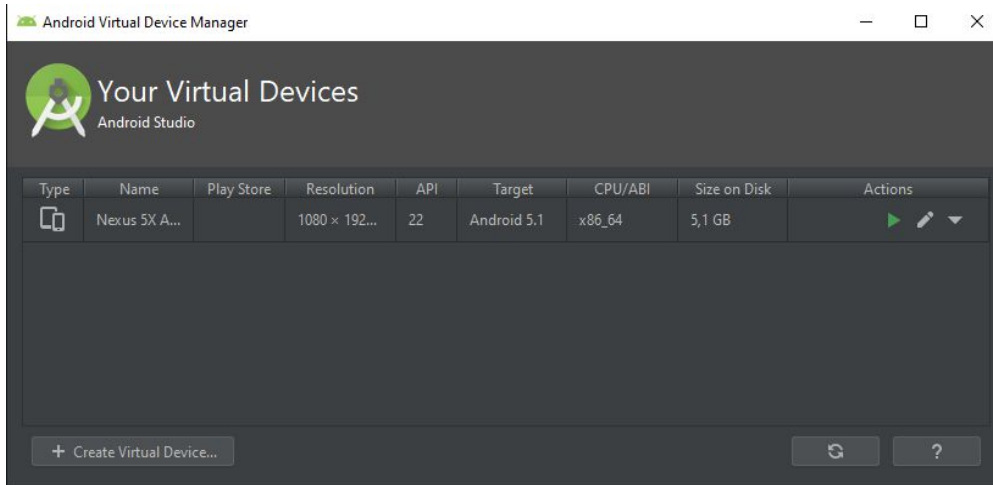 Android Virtual Device Manager
Your Virtual Devices
Android Studio
Type Name Play Store Resolution API Target CPU/ABI Size on Disk Actions
Nexus 5X A... 1080 × 192... 22 Android 5.1 x86_64 5,1 GB
+ Create Virtual Device... ?